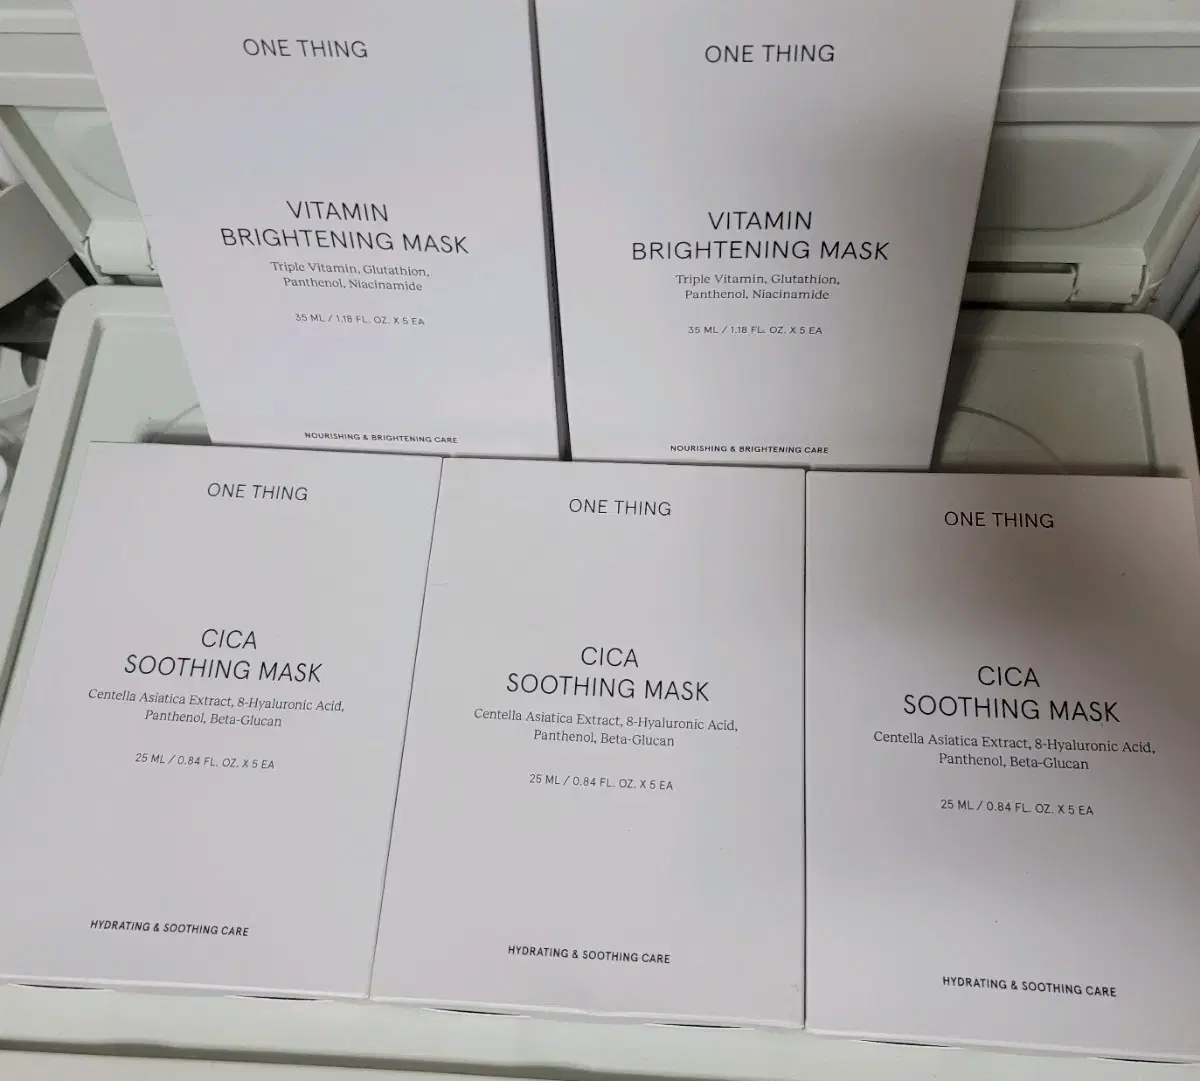 ONE THING
VITAMIN
BRIGHTENING MASK
Triple Vitamin, Glutathion,
Panthenol, Niacinamide
35 ML / 1.18 FL. OZ. X 5 EA
NOURISHING & BRIGHTENING CARE
ONE THING
VITAMIN
BRIGHTENING MASK
Triple Vitamin, Glutathion,
Panthenol, Niacinamide
35 ML / 1.18 FL. OZ. X 5 EA
NOURISHING & BRIGHTENING CARE
ONE THING
CICA
SOOTHING MASK
Centella Asiatica Extract, 8-Hyaluronic Acid,
Panthenol, Beta-Glucan
25 ML / 0.84 FL. OZ. X 5 EA
HYDRATING & SOOTHING CARE
ONE THING
CICA
SOOTHING MASK
Centella Asiatica Extract, 8-Hyaluronic Acid,
Panthenol, Beta-Glucan
25 ML / 0.84 FL. OZ. X 5 EA
HYDRATING & SOOTHING CARE
ONE THING
CICA
SOOTHING MASK
Centella Asiatica Extract, 8-Hyaluronic Acid,
Panthenol, Beta-Glucan
25 ML / 0.84 FL. OZ. X 5 EA
HYDRATING & SOOTHING CARE